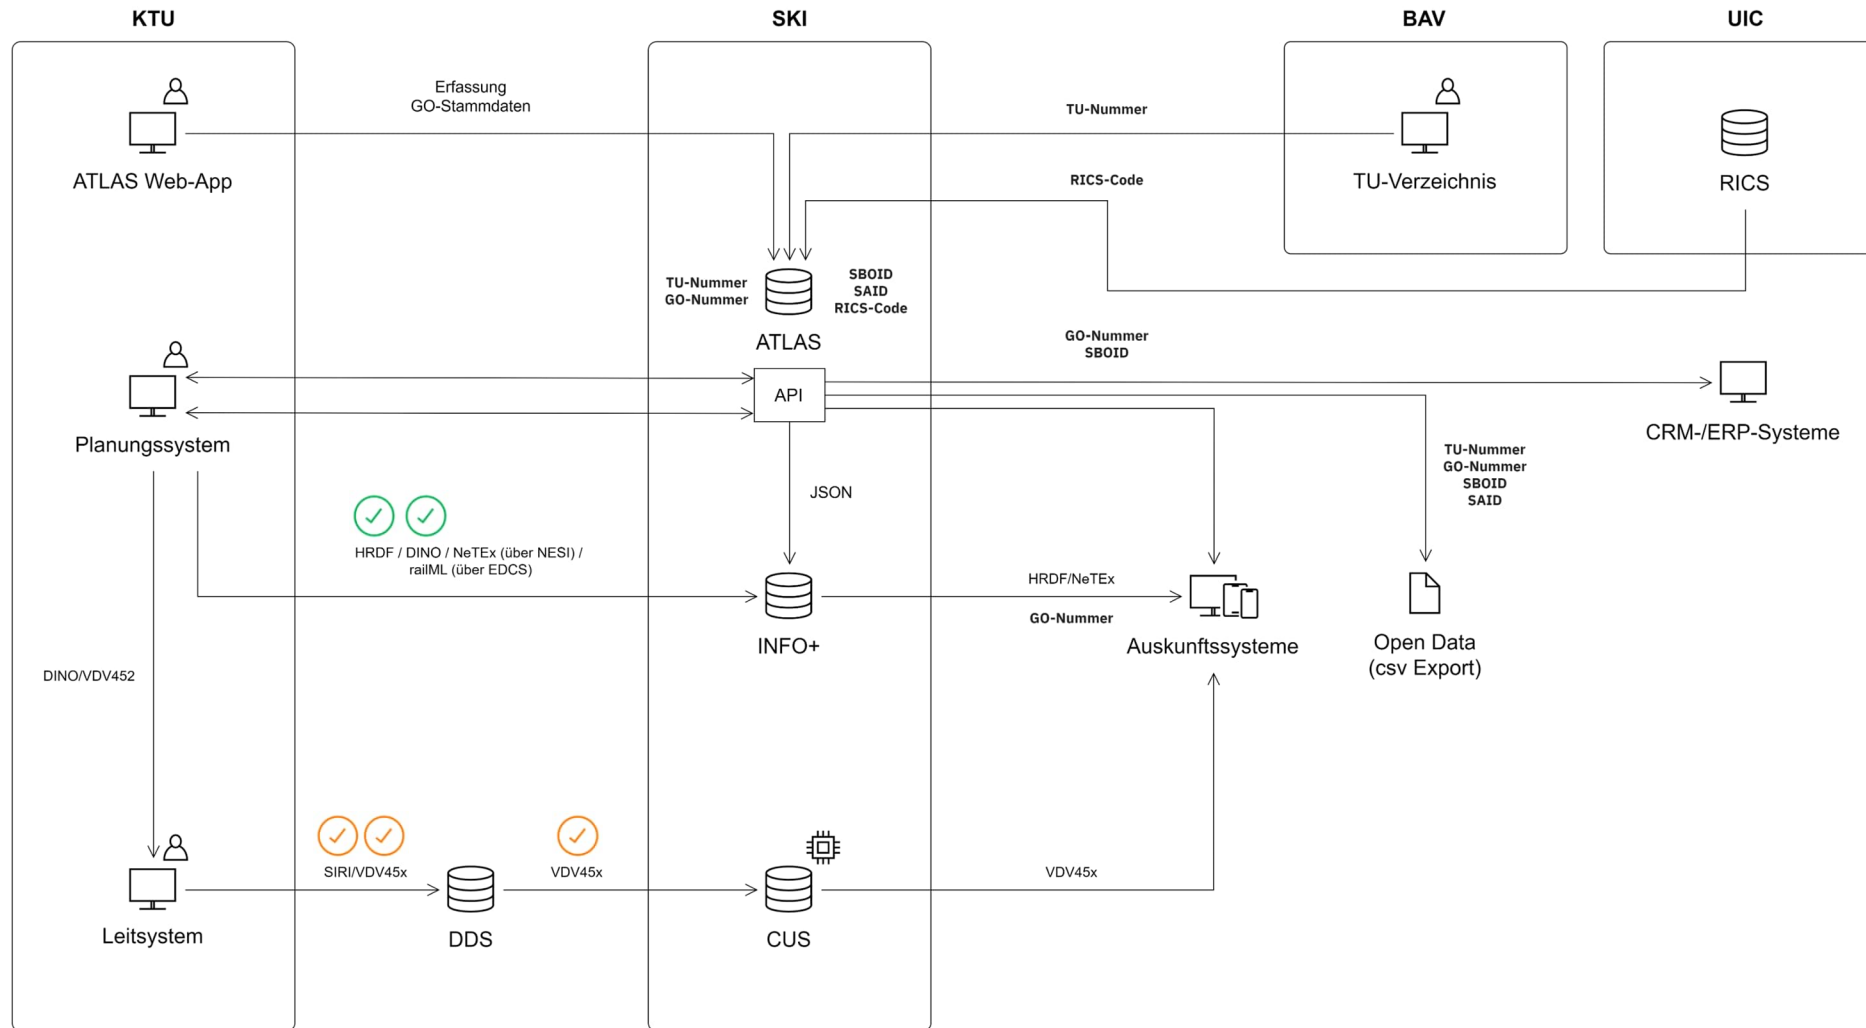 KTU
SKI
BAV
UIC
Erfassung
GO-Stammdaten
TU-Nummer
ATLAS Web-App
RICS-Code
TU-Verzeichnis
RICS
TU-Nummer
GO-Nummer
SBOID
SAID
RICS-Code
ATLAS
GO-Nummer
SBOID
API
Planungssystem
CRM-/ERP-Systeme
TU-Nummer
GO-Nummer
SBOID
SAID
JSON
HRDF / DINO / NeTEx (über NESI) /
railML (über EDCS)
HRDF/NeTEx
GO-Nummer
INFO+
Auskunftssysteme
Open Data
(csv Export)
DINO/VDV452
SIRI/VDV45x
VDV45x
VDV45x
Leitsystem
DDS
CUS